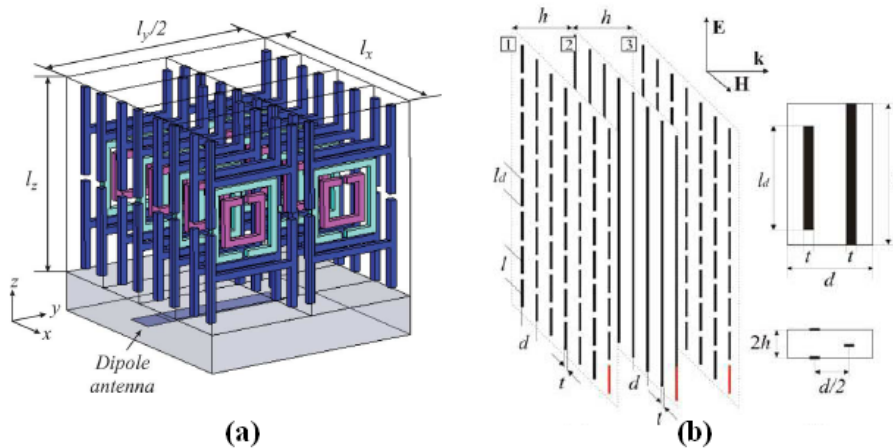 l_y/2
l_x
l_z
z
y
x
Dipole
antenna
(a)
h h
1 2 3
E
k
H
l_d
l
d
t
d
t
l_d
t t
d
2h
d/2
(b)